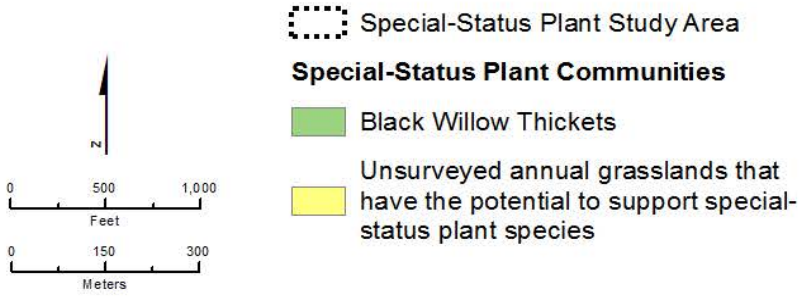 Special-Status Plant Study Area
Special-Status Plant Communities
Black Willow Thickets
Unsurveyed annual grasslands that
have the potential to support special-
status plant species
N
0 500 1,000
Feet
0 150 300
Meters